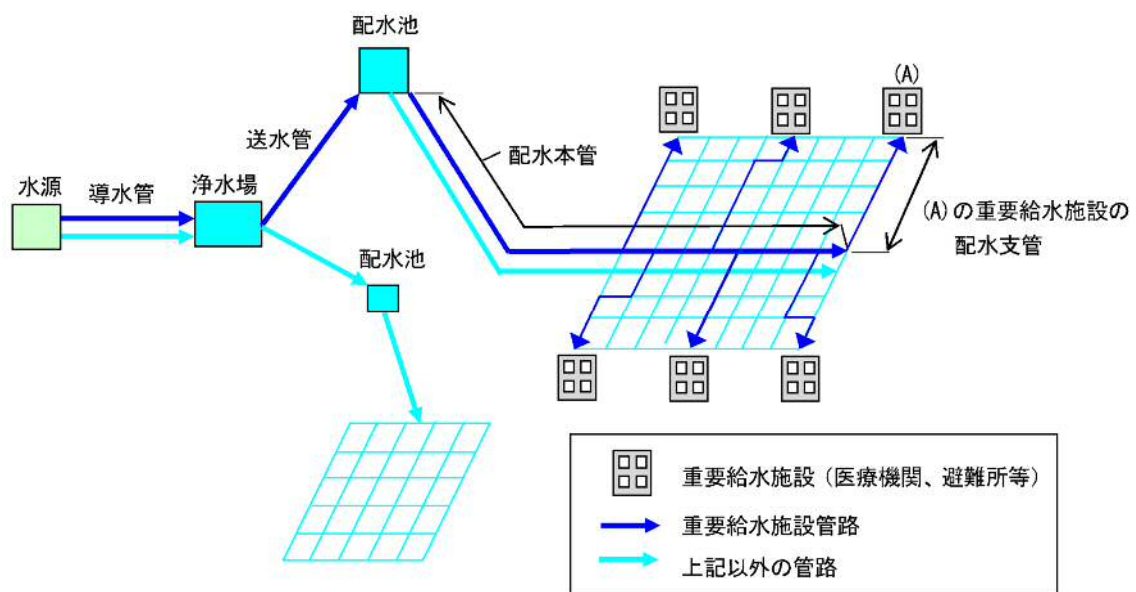 配水池
(A)
送水管
配水本管
水源
導水管
浄水場
(A)の重要給水施設の
配水支管
配水池
重要給水施設（医療機関、避難所等）
重要給水施設管路
上記以外の管路